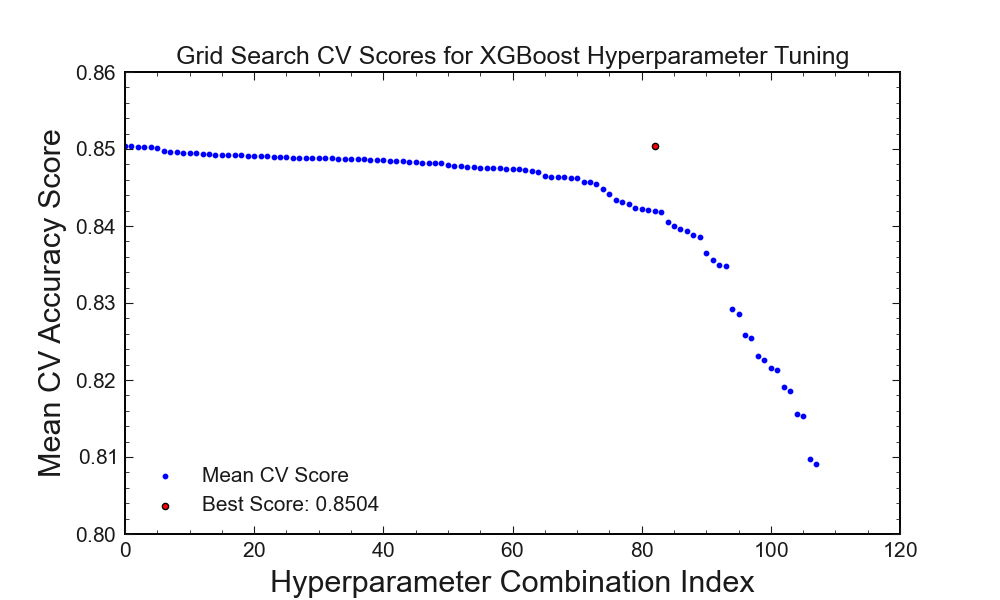 Grid Search CV Scores for XGBoost Hyperparameter Tuning
0.86
0.85
0.84
0.83
0.82
0.81
0.80
Mean CV Accuracy Score
Mean CV Score
Best Score: 0.8504
0 20 40 60 80 100 120
Hyperparameter Combination Index